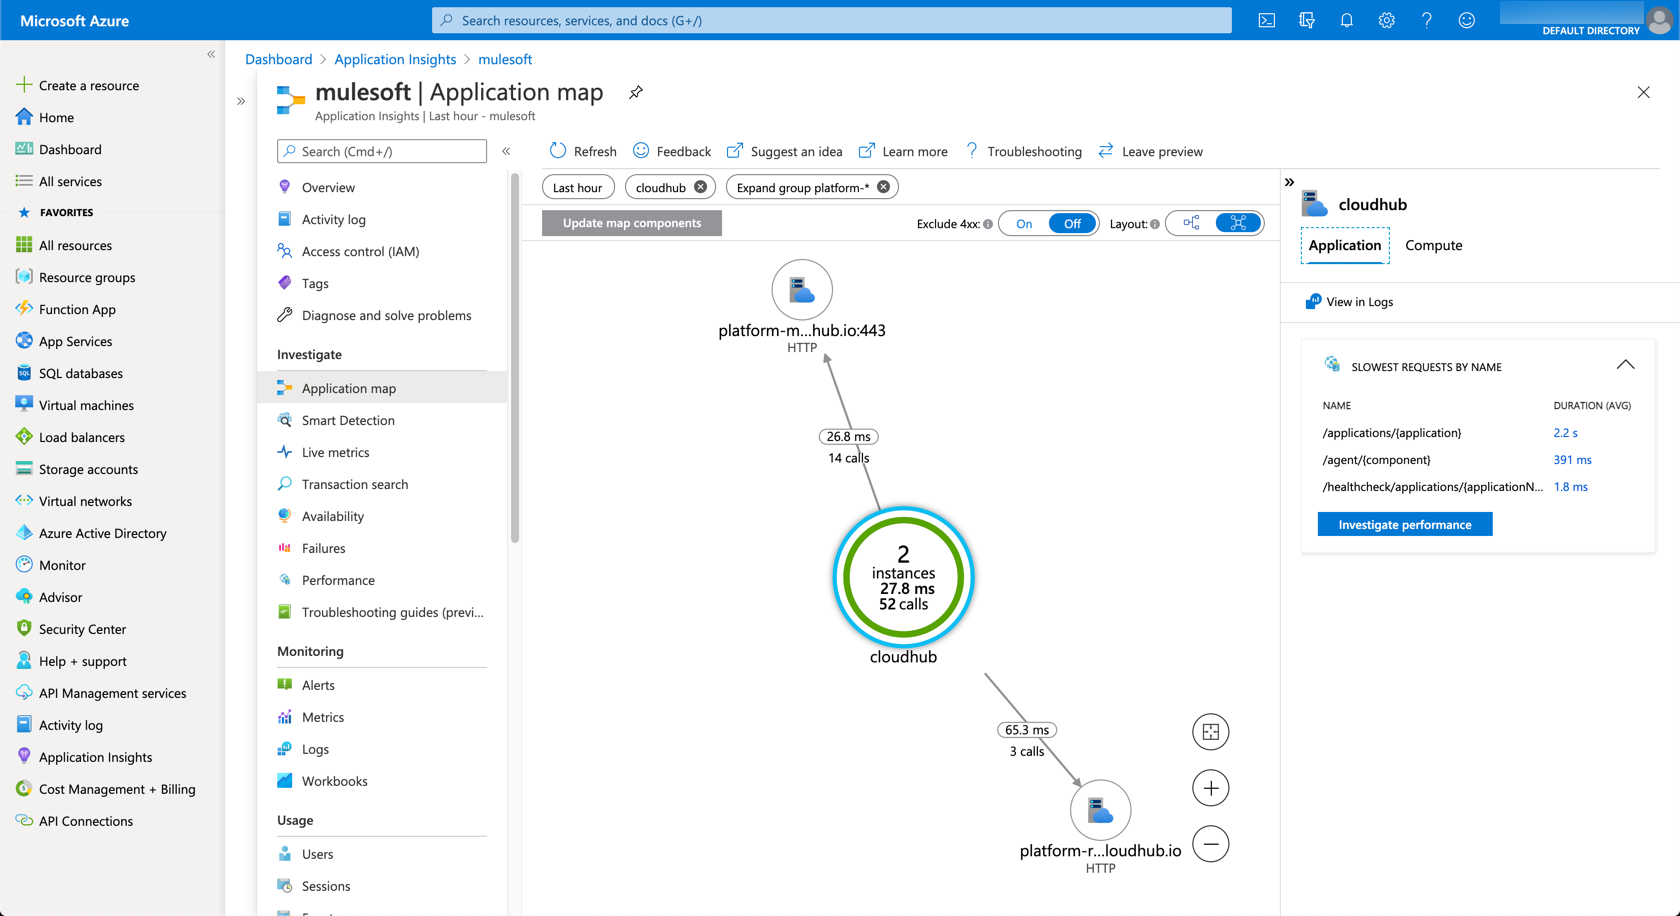 Microsoft Azure
Search resources, services, and docs (G+/)
DEFAULT DIRECTORY
Create a resource
Home
Dashboard
All services
FAVORITES
All resources
Resource groups
Function App
App Services
SQL databases
Virtual machines
Load balancers
Storage accounts
Virtual networks
Azure Active Directory
Monitor
Advisor
Security Center
Help + support
API Management services
Activity log
Application Insights
Cost Management + Billing
API Connections
Dashboard > Application Insights > mulesoft
mulesoft | Application map
Application Insights | Last hour - mulesoft
Search (Cmd+/)
Overview
Activity log
Access control (IAM)
Tags
Diagnose and solve problems
Investigate
Application map
Smart Detection
Live metrics
Transaction search
Availability
Failures
Performance
Troubleshooting guides (previ...
Monitoring
Alerts
Metrics
Logs
Workbooks
Usage
Users
Sessions
Refresh Feedback Suggest an idea Learn more Troubleshooting Leave preview
Last hour cloudhub Expand group platform-*
Update map components Exclude 4xx: On Off Layout:
platform-m...hub.io:443
HTTP
26.8 ms
14 calls
2
instances
27.8 ms
52 calls
cloudhub
65.3 ms
3 calls
platform-r...loudhub.io
HTTP
cloudhub
Application Compute
View in Logs
SLOWEST REQUESTS BY NAME
NAME DURATION (AVG)
/applications/{application} 2.2 s
/agent/{component} 391 ms
/healthcheck/applications/{applicationN... 1.8 ms
Investigate performance